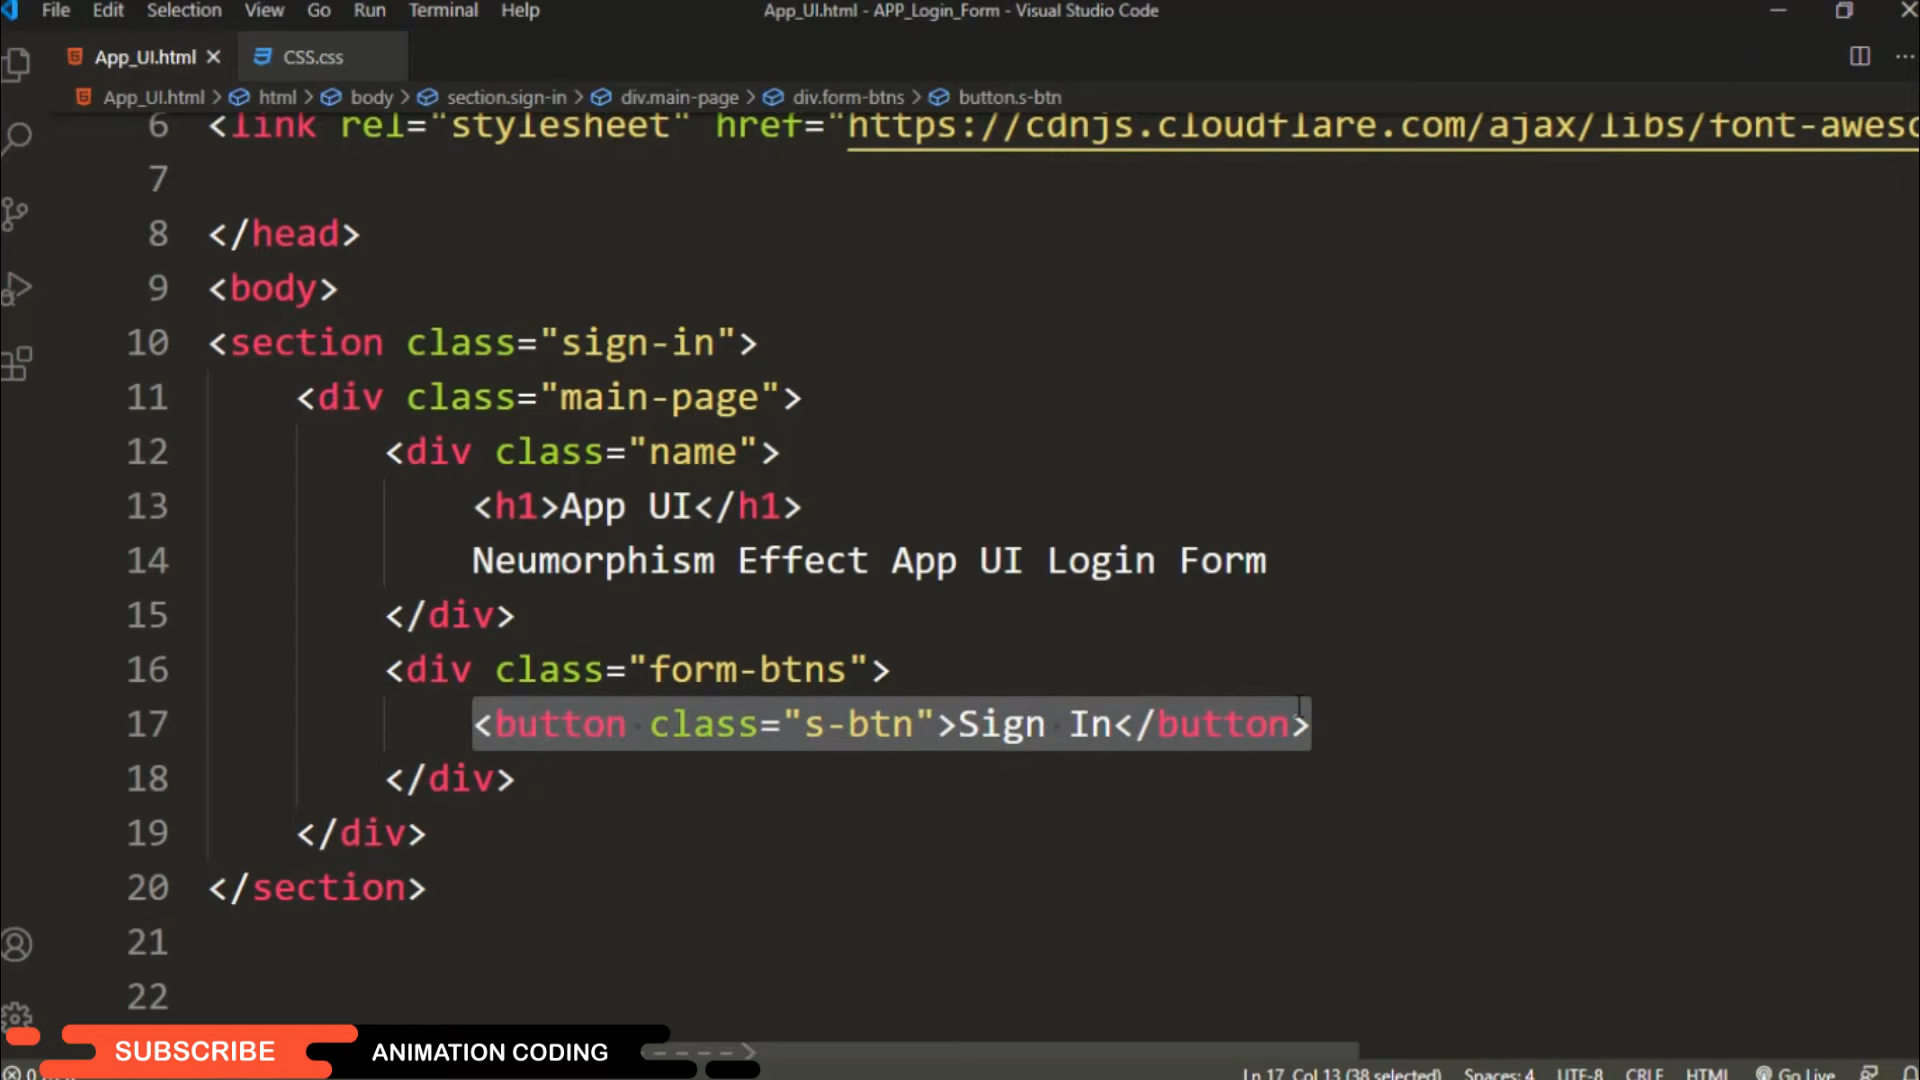 File Edit Selection View Go Run Terminal Help App_UI.html - APP_Login_Form - Visual Studio Code
App_UI.html CSS.css
App_UI.html > html > body > section.sign-in > div.main-page > div.form-btns > button.s-btn
6 <link rel="stylesheet" href="https://cdnjs.cloudflare.com/ajax/libs/font-aweso
7
8 </head>
9 <body>
10 <section class="sign-in">
11 <div class="main-page">
12 <div class="name">
13 <h1>App UI</h1>
14 Neumorphism Effect App UI Login Form
15 </div>
16 <div class="form-btns">
17 <button class="s-btn">Sign In</button>
18 </div>
19 </div>
20 </section>
21
22
SUBSCRIBE ANIMATION CODING
Ln 17, Col 13 (38 selected) Spaces: 4 UTF-8 CRLF HTML Go Live